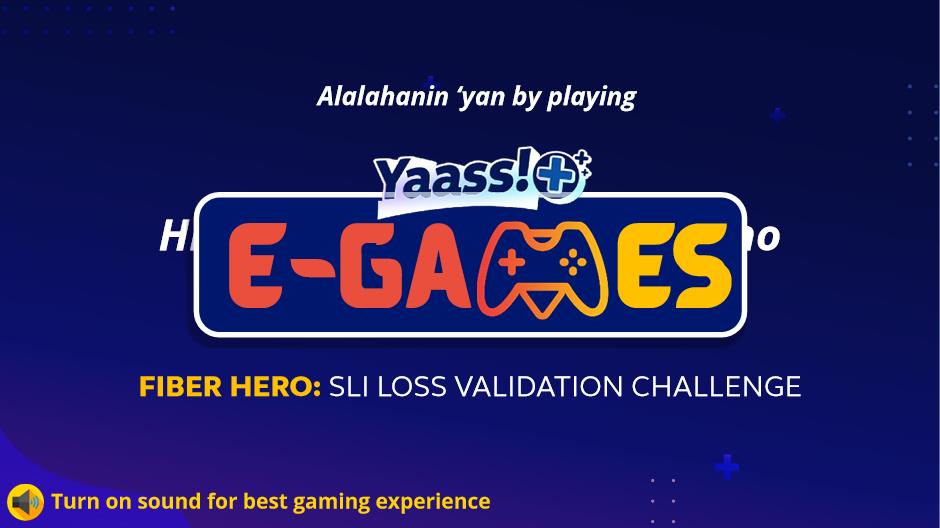 Alalahanin ‘yan by playing
Yaass!+
E-GAMES
FIBER HERO: SLI LOSS VALIDATION CHALLENGE
Turn on sound for best gaming experience